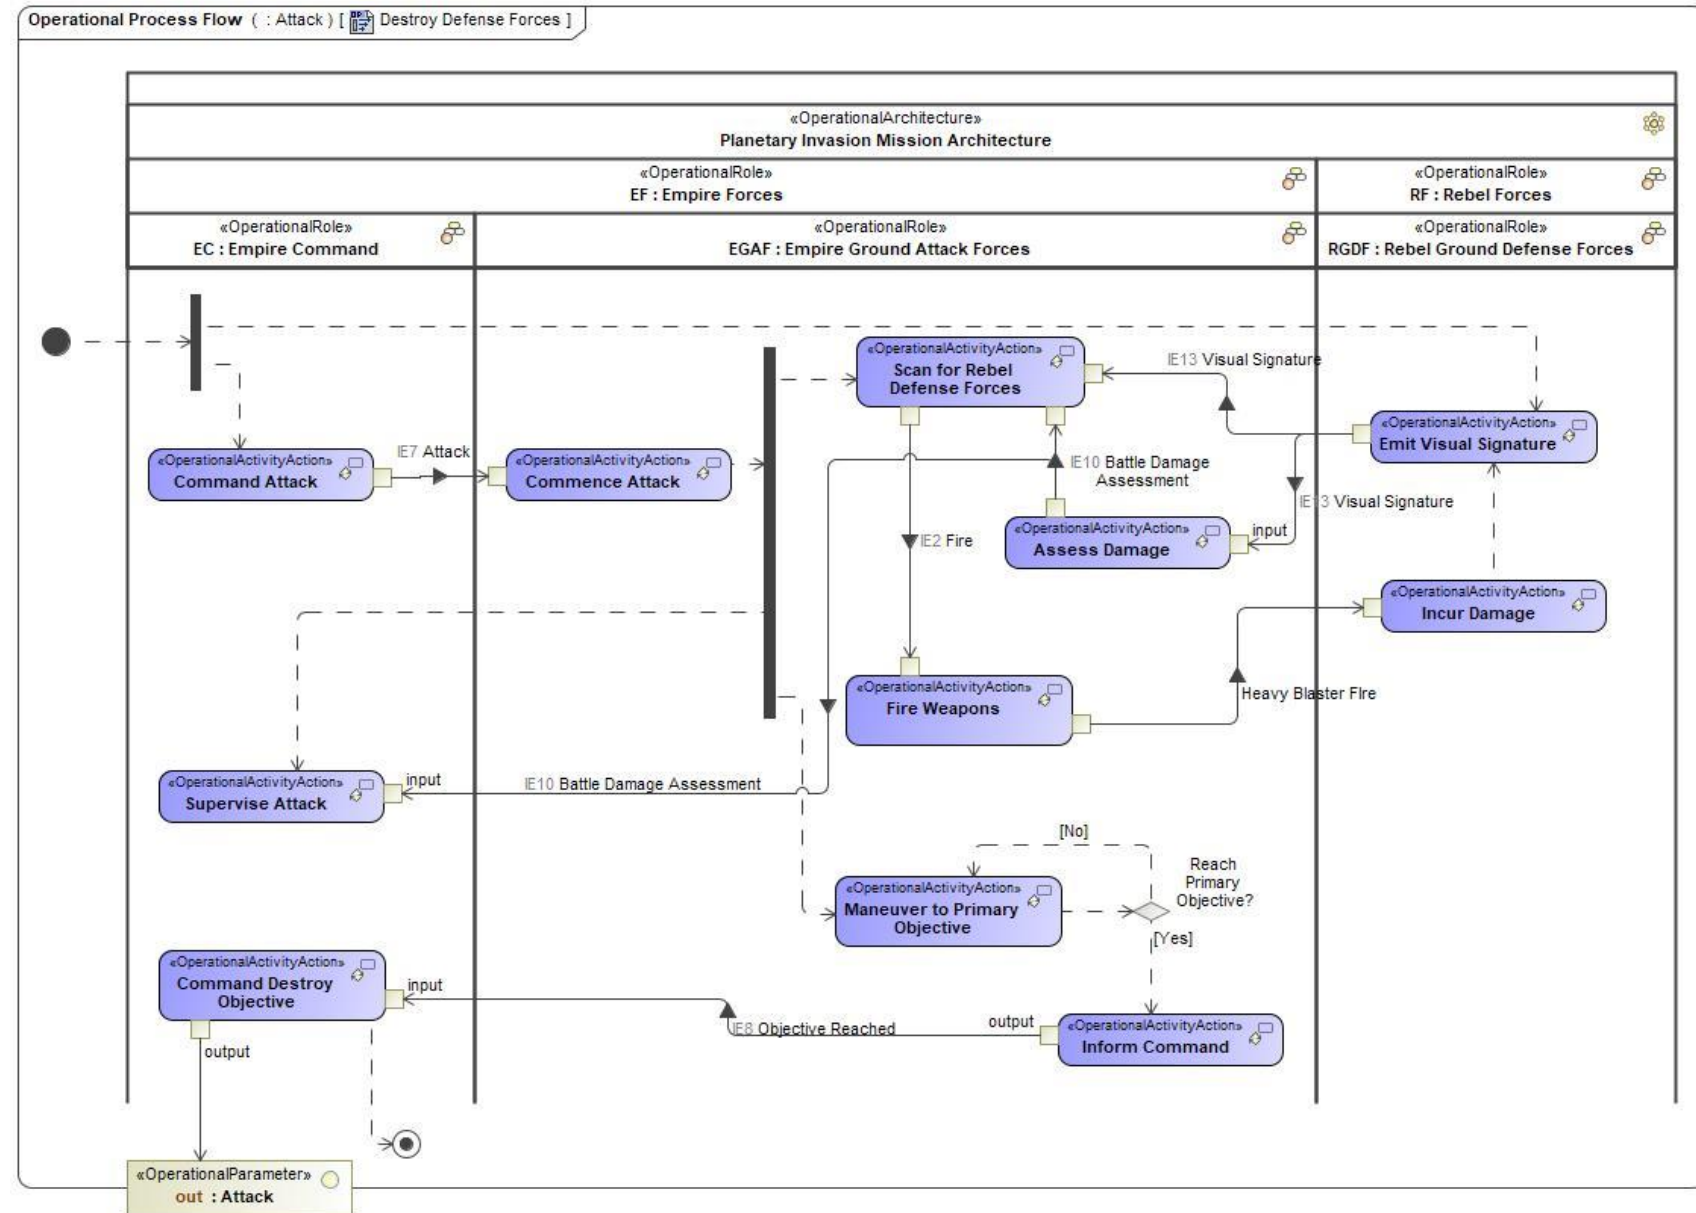 Operational Process Flow ( : Attack ) [ Destroy Defense Forces ]
«OperationalArchitecture»
Planetary Invasion Mission Architecture
«OperationalRole»
EF : Empire Forces
«OperationalRole»
RF : Rebel Forces
«OperationalRole»
EC : Empire Command
«OperationalRole»
EGAF : Empire Ground Attack Forces
«OperationalRole»
RGDF : Rebel Ground Defense Forces
«OperationalActivityAction»
Scan for Rebel
Defense Forces
IE13 Visual Signature
«OperationalActivityAction»
Emit Visual Signature
«OperationalActivityAction»
Command Attack
IE7 Attack
«OperationalActivityAction»
Commence Attack
IE10 Battle Damage
Assessment
IE13 Visual Signature
«OperationalActivityAction»
Assess Damage
input
IE2 Fire
«OperationalActivityAction»
Incur Damage
«OperationalActivityAction»
Fire Weapons
Heavy Blaster FIre
«OperationalActivityAction»
Supervise Attack
input
IE10 Battle Damage Assessment
[No]
Reach
Primary
Objective?
«OperationalActivityAction»
Maneuver to Primary
Objective
[Yes]
«OperationalActivityAction»
Command Destroy
Objective
input
output
IE8 Objective Reached
output
«OperationalActivityAction»
Inform Command
«OperationalParameter»
out : Attack